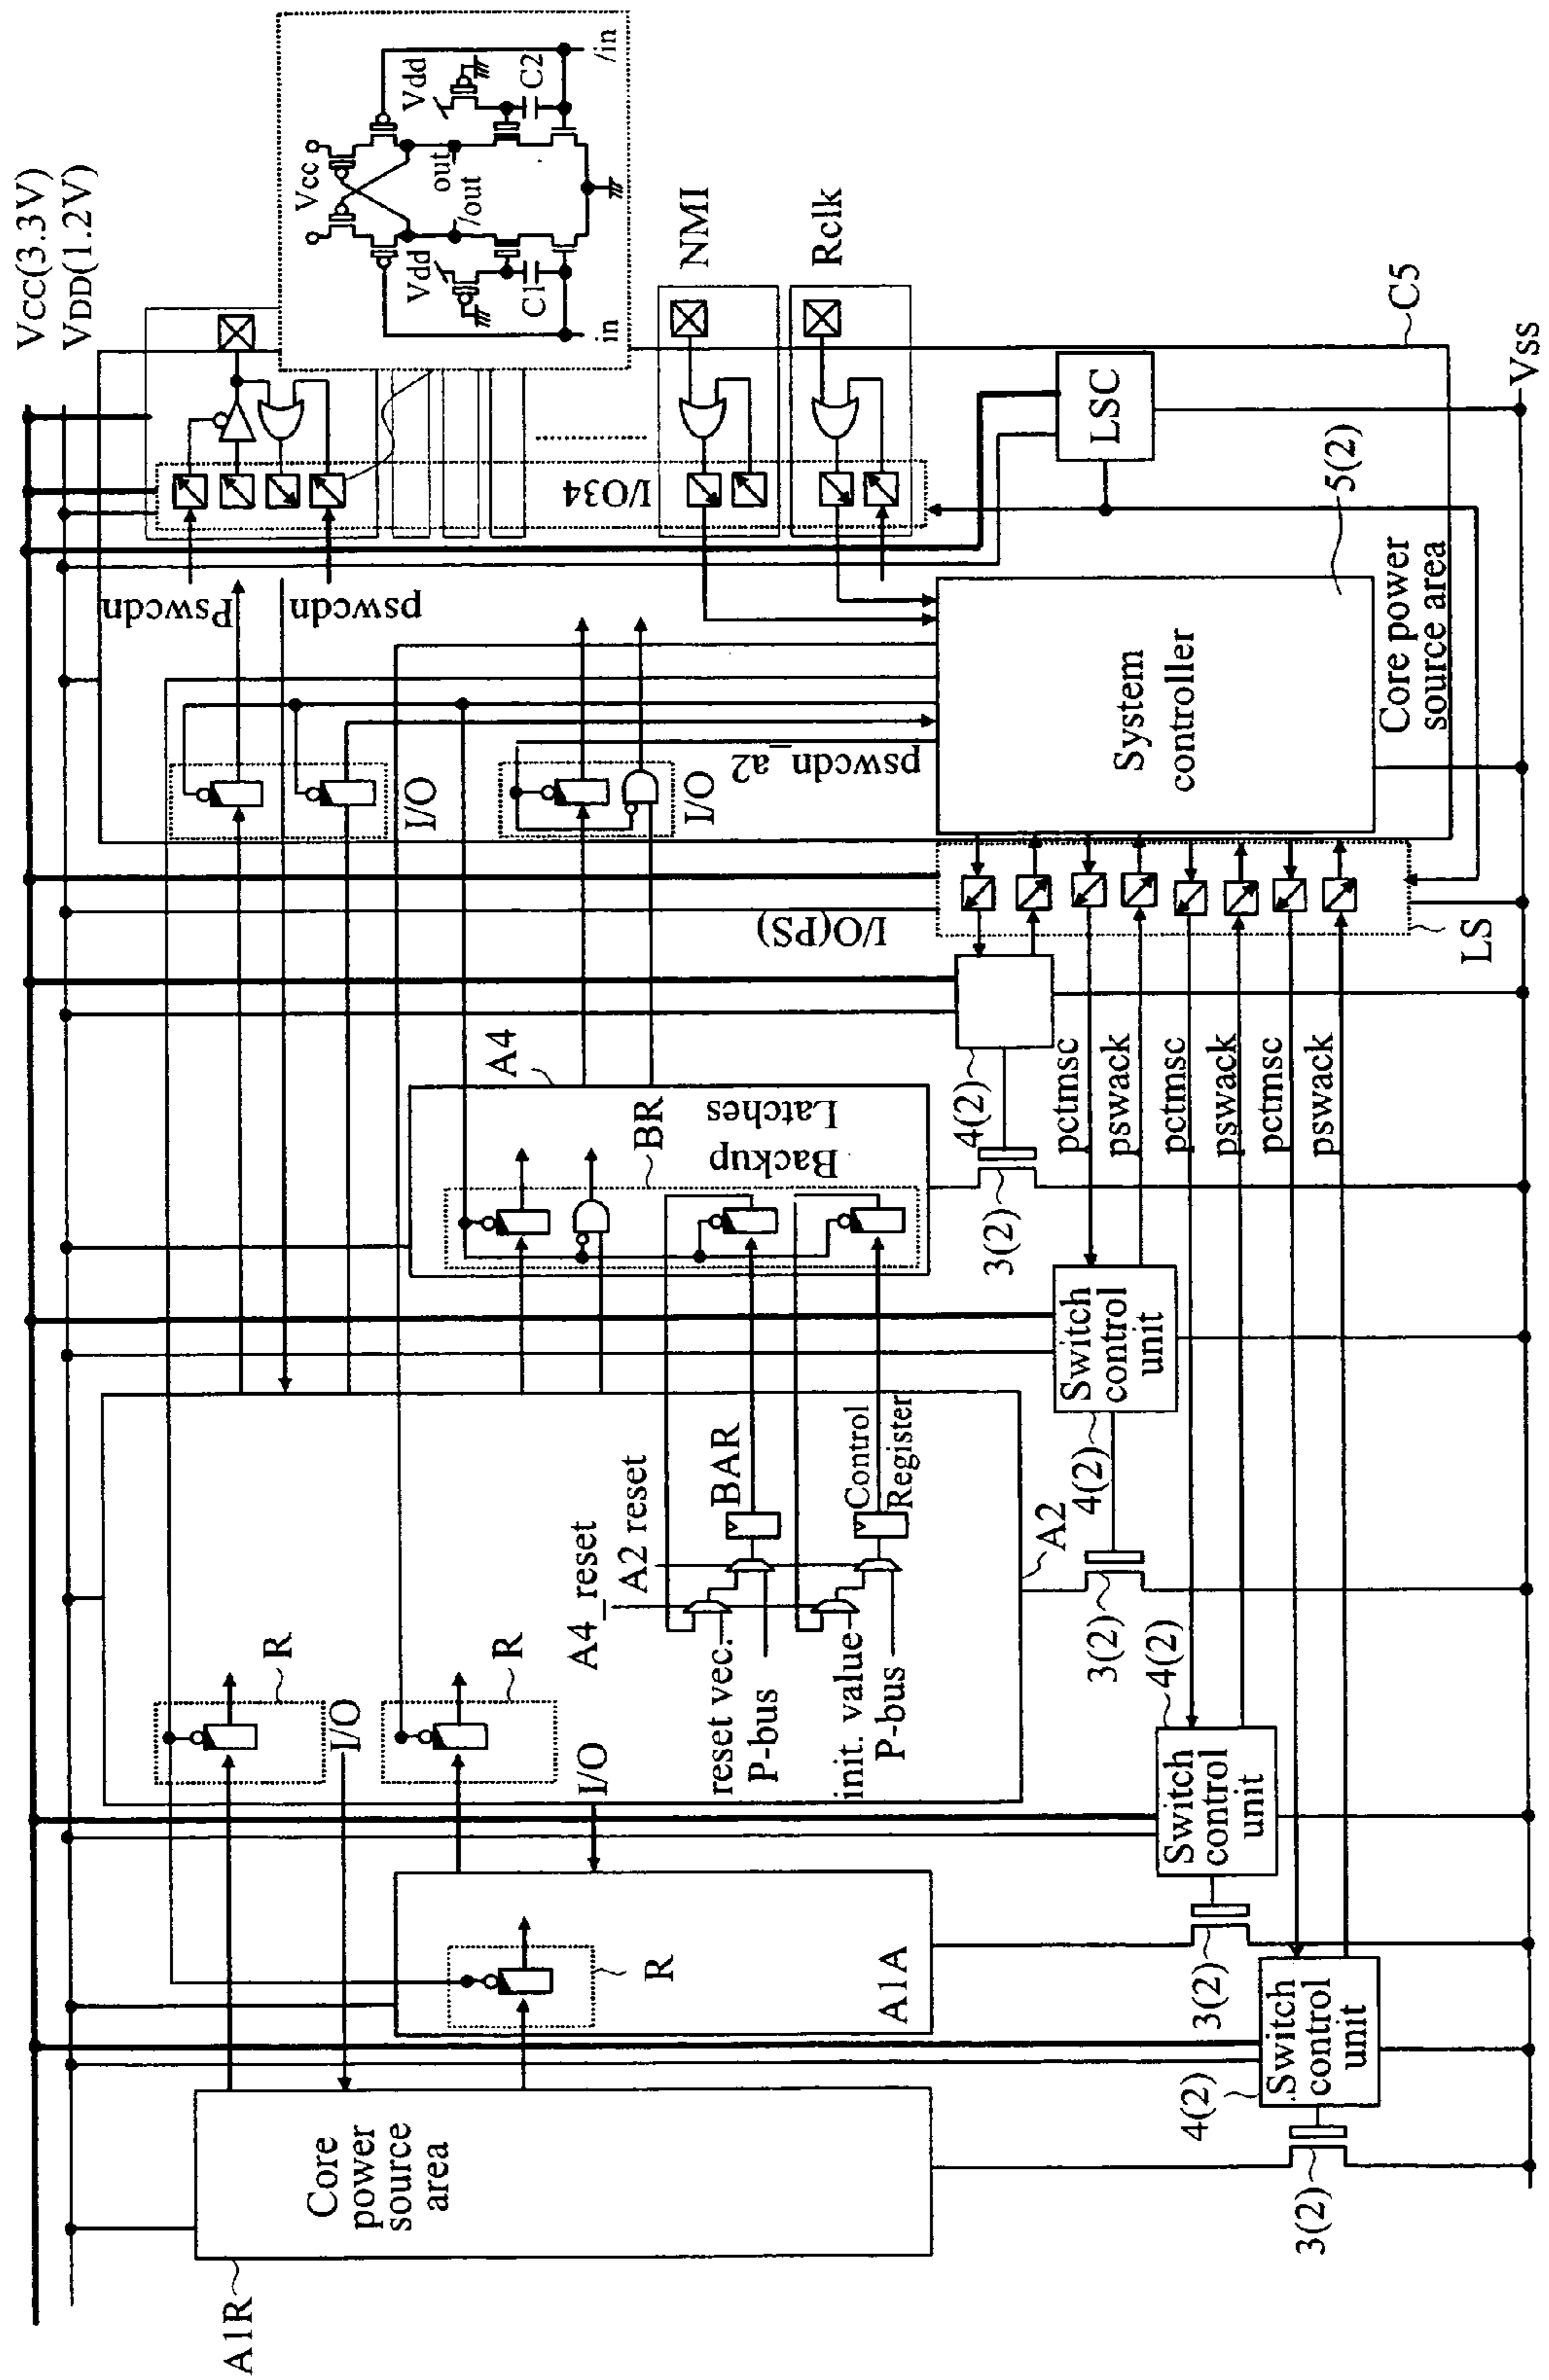 VCC(3.3V)
VDD(1.2V)
Vcc
Vdd
Vdd
out
/out
C1
C2
in
/in
NMI
Rclk
I/O34
LSC
C5
Vss
5(2)
Pswcdn
pswcdn
I/O
I/O
pswcdn_a2
System
controller
Core power
source area
I/O(PS)
LS
A4
BR
Backup
Latches
4(2)
3(2)
pctmsc
pswack
pctmsc
pswack
pctmsc
pswack
Switch
control
unit
4(2)
3(2)
A2
A4_reset
A2 reset
BAR
Control
Register
reset vec.
P-bus
init. value
P-bus
R
I/O
R
I/O
4(2)
Switch
control
unit
3(2)
R
A1A
Switch
control
unit
4(2)
3(2)
Core
power
source
area
A1R